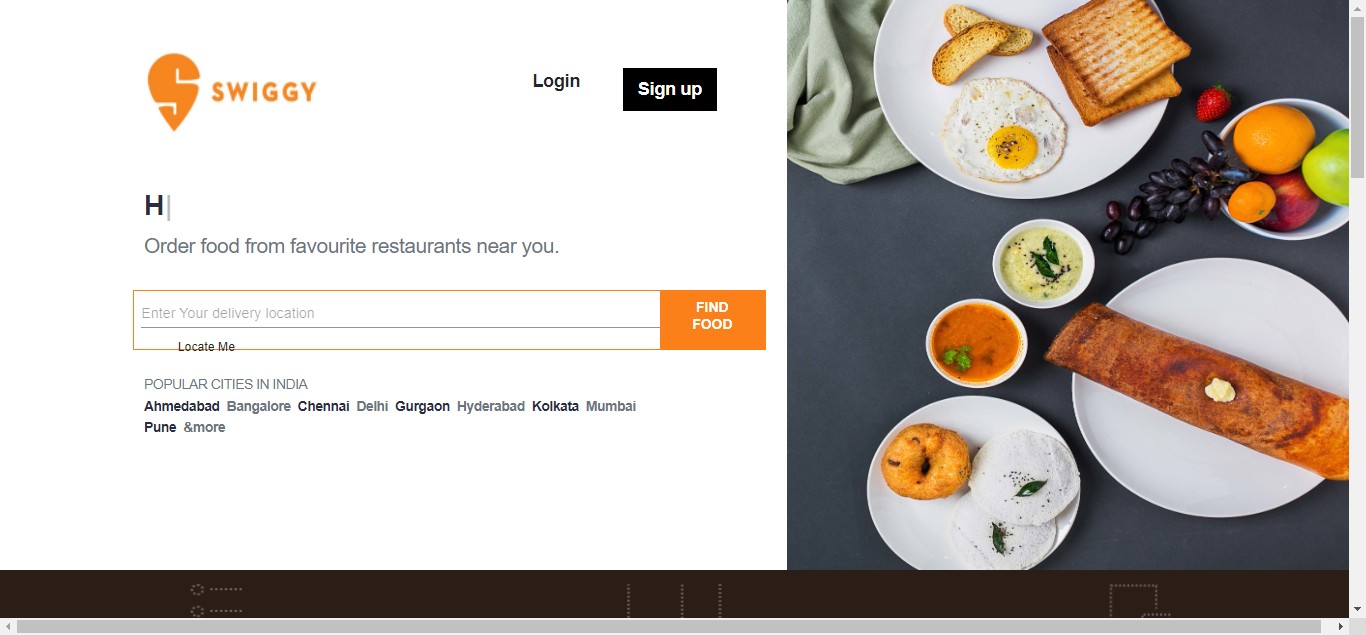 SWIGGY
Login
Sign up
H
Order food from favourite restaurants near you.
Enter Your delivery location
FIND
FOOD
Locate Me
POPULAR CITIES IN INDIA
Ahmedabad Bangalore Chennai Delhi Gurgaon Hyderabad Kolkata Mumbai
Pune &more